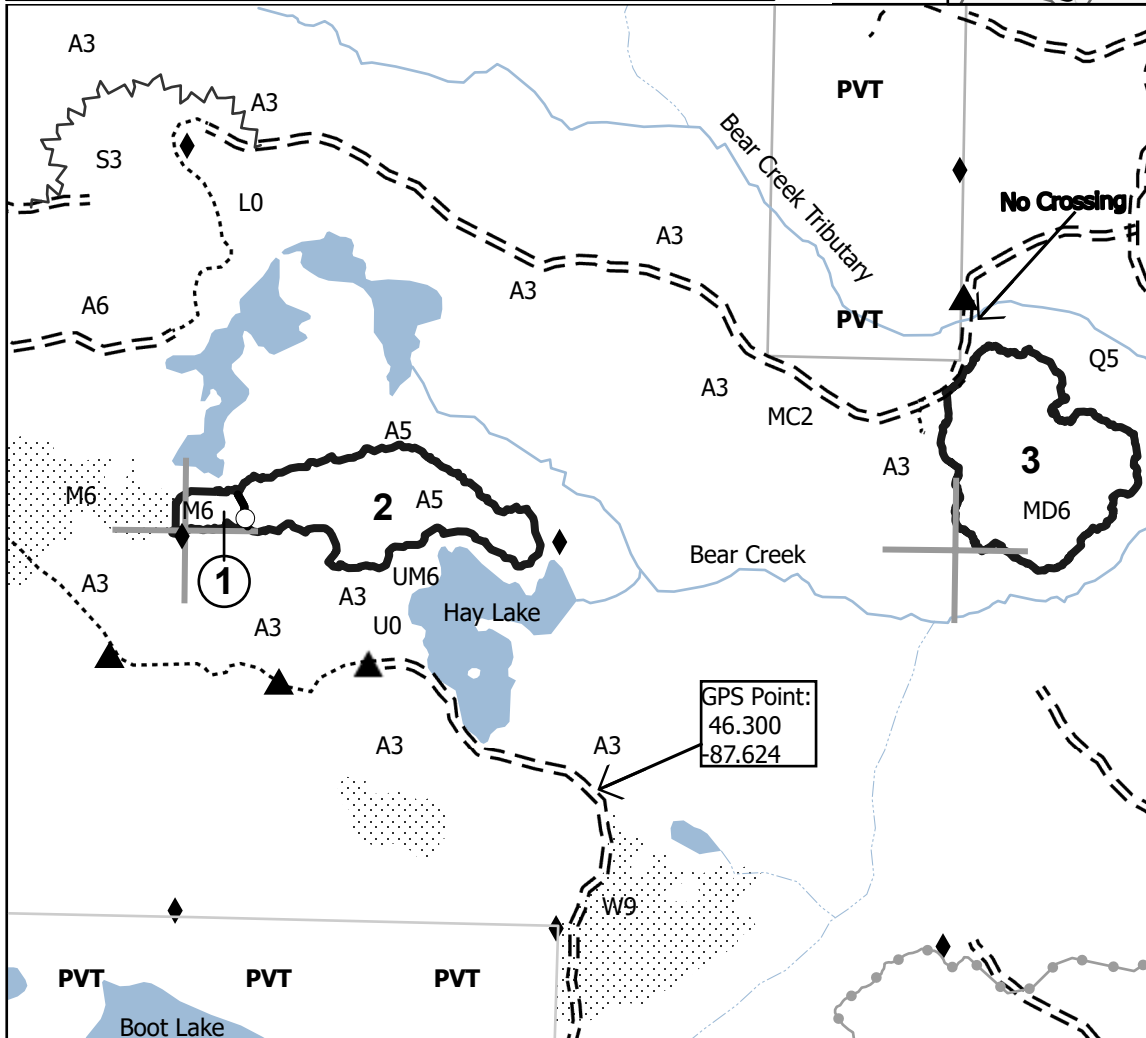 A3
PVT
A3
Bear Creek Tributary
S3
L0
No Crossing
A3
A3
A6
PVT
Q5
A3
MC2
A5
A3
3
M6
M6
2
A5
MD6
Bear Creek
1
A3
UM6
A3
Hay Lake
A3
U0
GPS Point:
46.300
-87.624
A3
A3
W9
PVT
PVT
PVT
Boot Lake